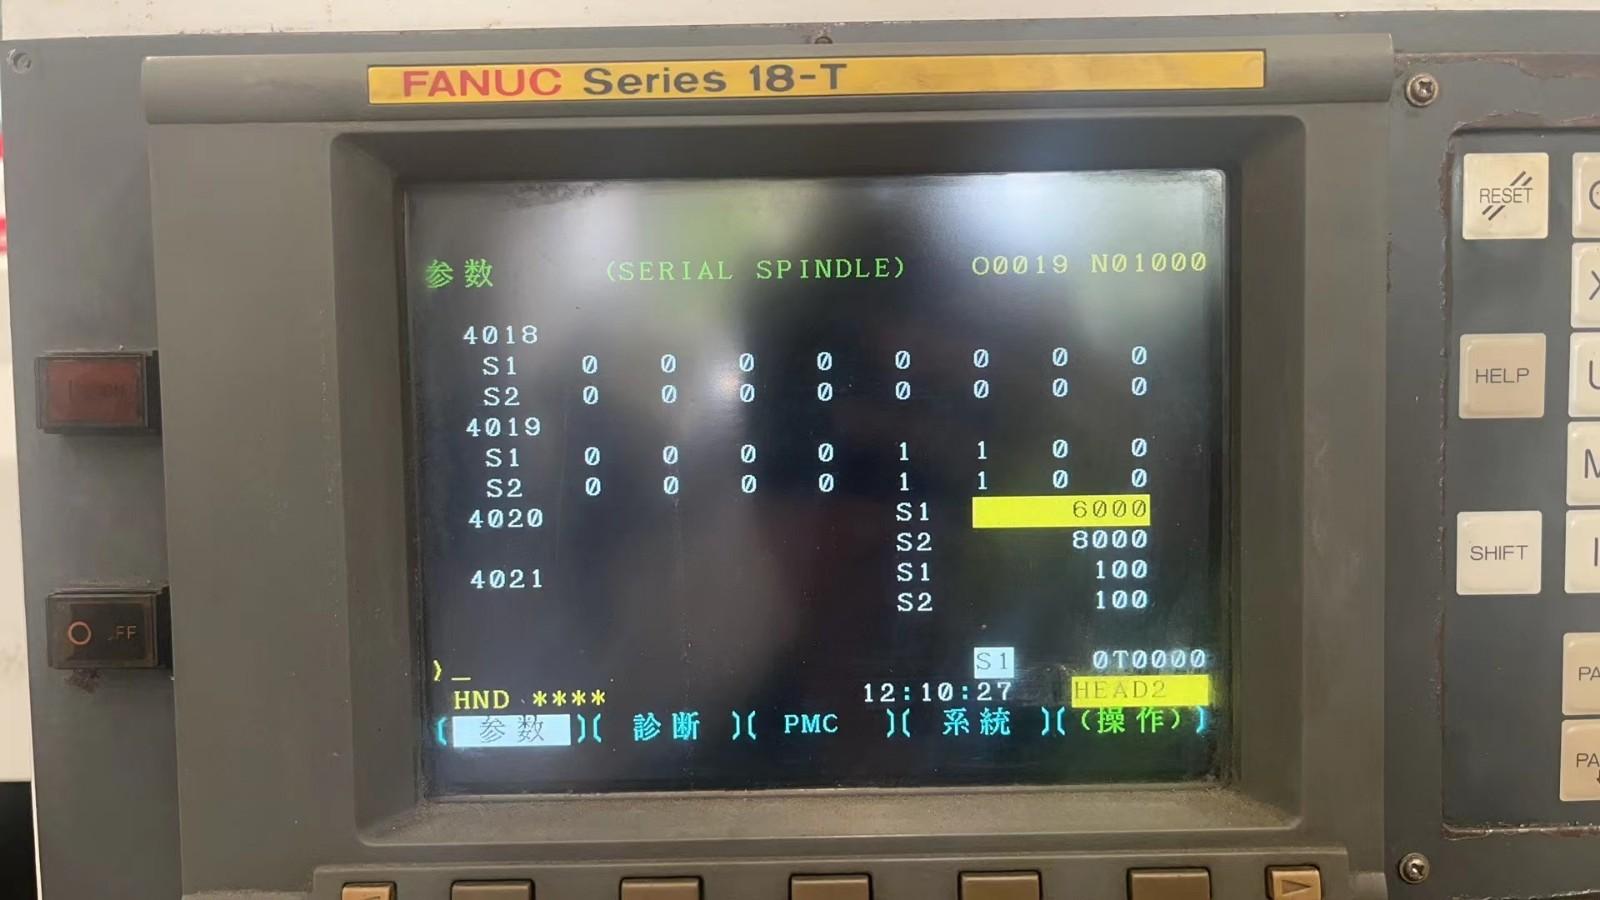 FANUC Series 18-T
参数 (SERIAL SPINDLE) O0019 N01000
4018
S1 0 0 0 0 0 0 0 0
S2 0 0 0 0 0 0 0 0
4019
S1 0 0 0 0 1 1 0 0
S2 0 0 0 0 1 1 0 0
4020 S1 6000
S2 8000
4021 S1 100
S2 100
>_ S1 0T0000
HND **** 12:10:27 HEAD2
[ 参数 ][ 診断 ][ PMC ][ 系統 ][ (操作) ]
RESET
HELP
SHIFT
PA
PA